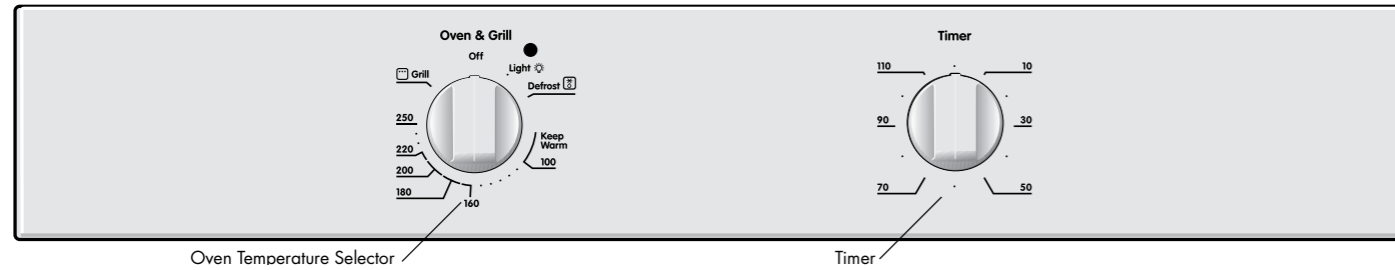 Oven & Grill
Off
Light
Grill
Defrost
250
Keep
Warm
220
100
200
180
160
Oven Temperature Selector
Timer
110
10
90
30
70
50
Timer